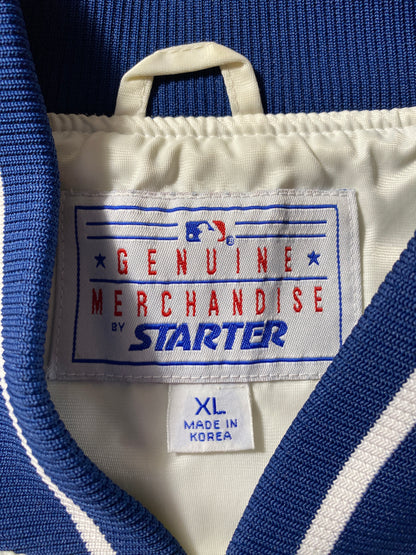 GENUINE
MERCHANDISE
BY STARTER
XL
MADE IN
KOREA